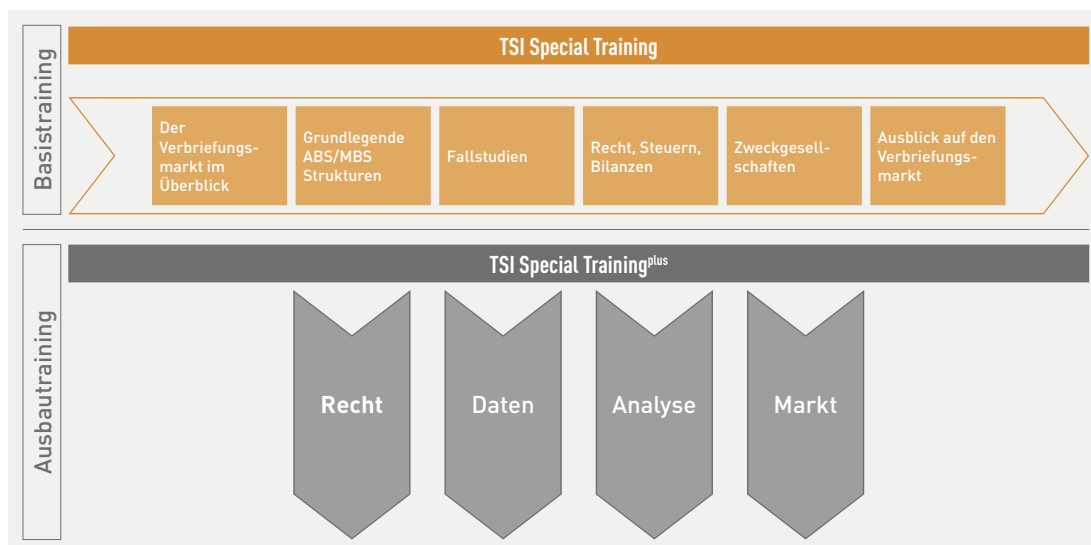 Basistraining
TSI Special Training
Der
Verbriefungs-
markt im
Überblick
Grundlegende
ABS/MBS
Strukturen
Fallstudien
Recht, Steuern,
Bilanzen
Zweckgesell-
schaften
Ausblick auf den
Verbriefungs-
markt
Ausbautraining
TSI Special Trainingplus
Recht
Daten
Analyse
Markt